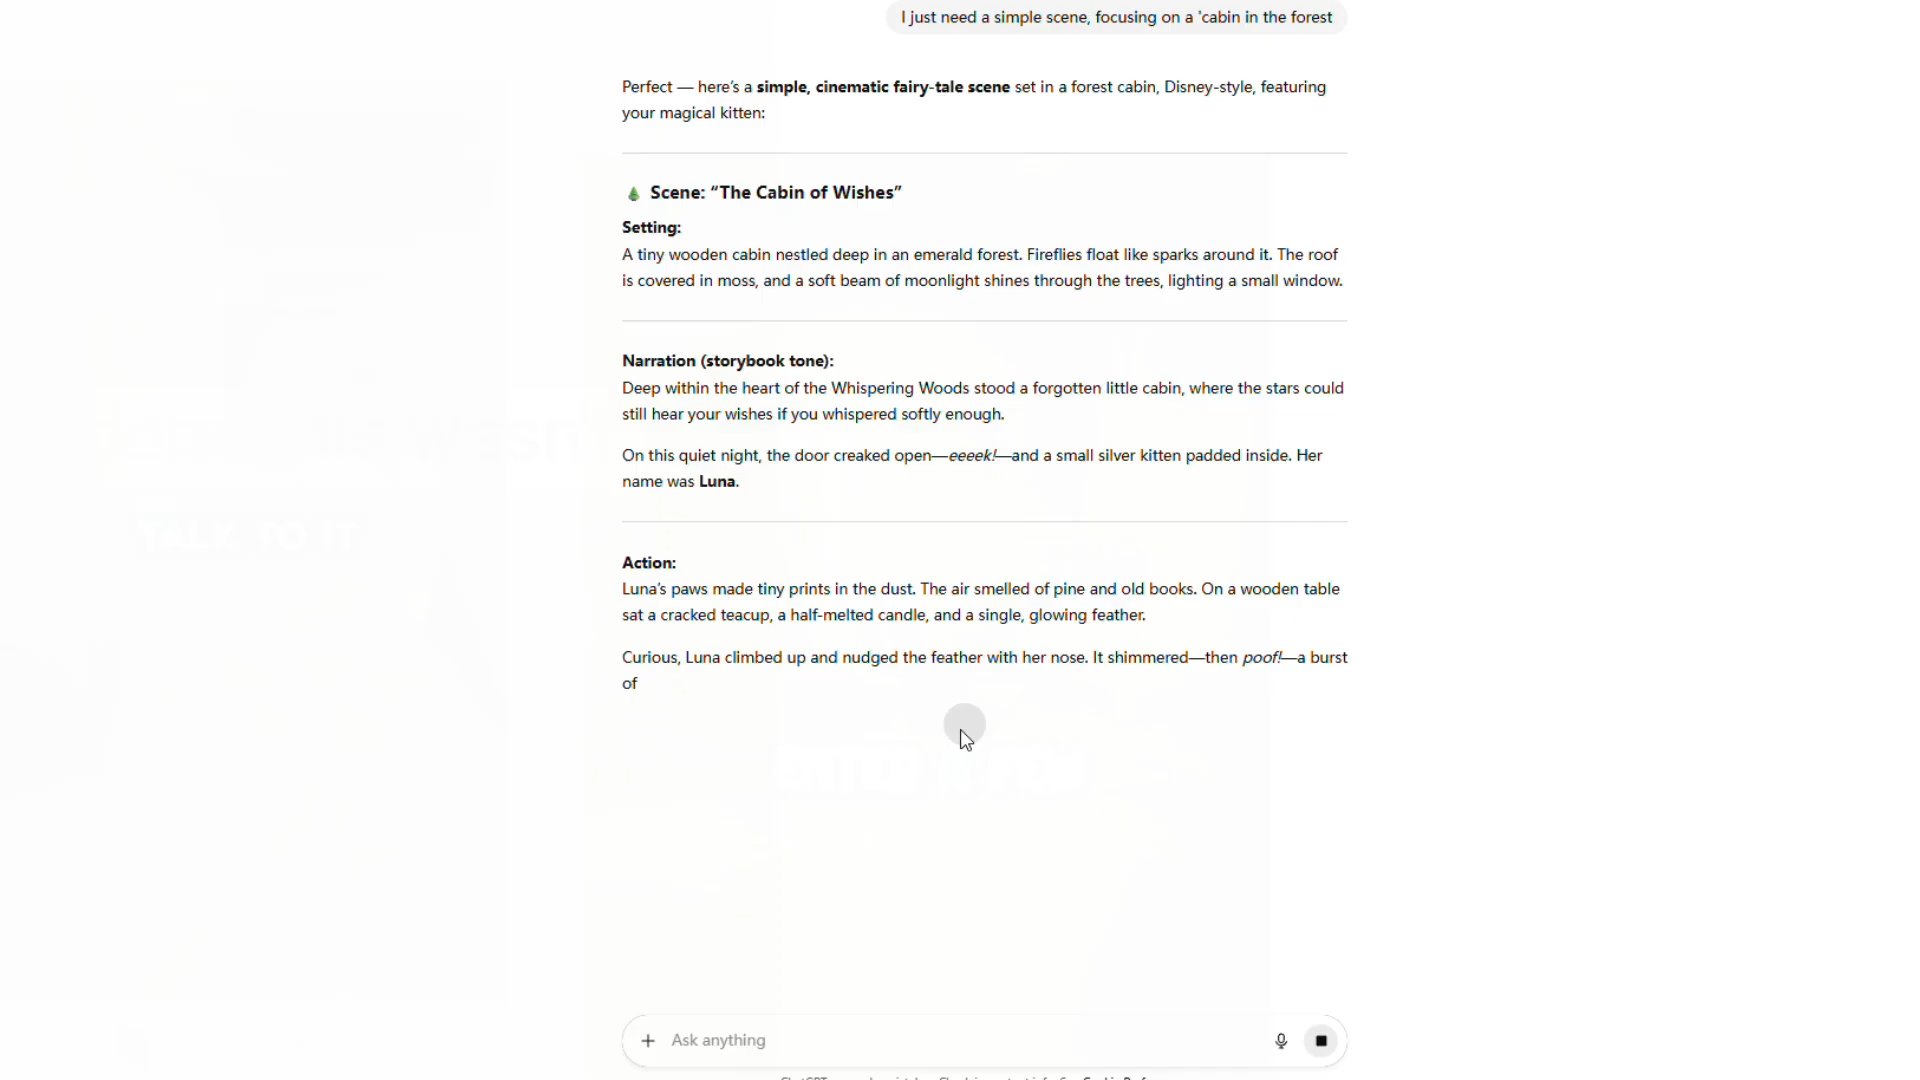 I just need a simple scene, focusing on a 'cabin in the forest
Perfect — here's a simple, cinematic fairy-tale scene set in a forest cabin, Disney-style, featuring
your magical kitten:
Scene: “The Cabin of Wishes”
Setting:
A tiny wooden cabin nestled deep in an emerald forest. Fireflies float like sparks around it. The roof
is covered in moss, and a soft beam of moonlight shines through the trees, lighting a small window.
Narration (storybook tone):
Deep within the heart of the Whispering Woods stood a forgotten little cabin, where the stars could
still hear your wishes if you whispered softly enough.
On this quiet night, the door creaked open—eeeek!—and a small silver kitten padded inside. Her
name was Luna.
Action:
Luna's paws made tiny prints in the dust. The air smelled of pine and old books. On a wooden table
sat a cracked teacup, a half-melted candle, and a single, glowing feather.
Curious, Luna climbed up and nudged the feather with her nose. It shimmered—then poof!—a burst
of
TALK TO IT
Ask anything